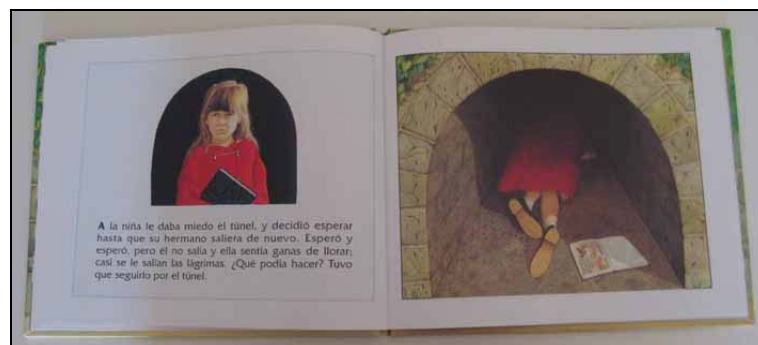 A la niña le daba miedo el túnel, y decidió esperar
hasta que su hermano saliera de nuevo. Esperó y
esperó, pero él no salía y ella sentía ganas de llorar;
casi se le salían las lágrimas. ¿Qué podía hacer? Tuvo
que seguirlo por el túnel.